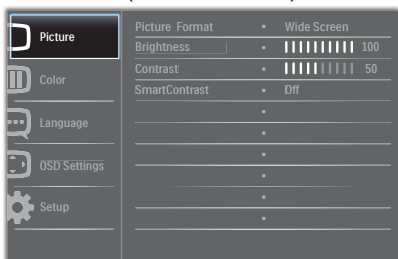 Picture
Color
Language
OSD Settings
Setup
Picture Format • Wide Screen
Brightness • 100
Contrast • 50
SmartContrast • Off
•
•
•
•
•
•